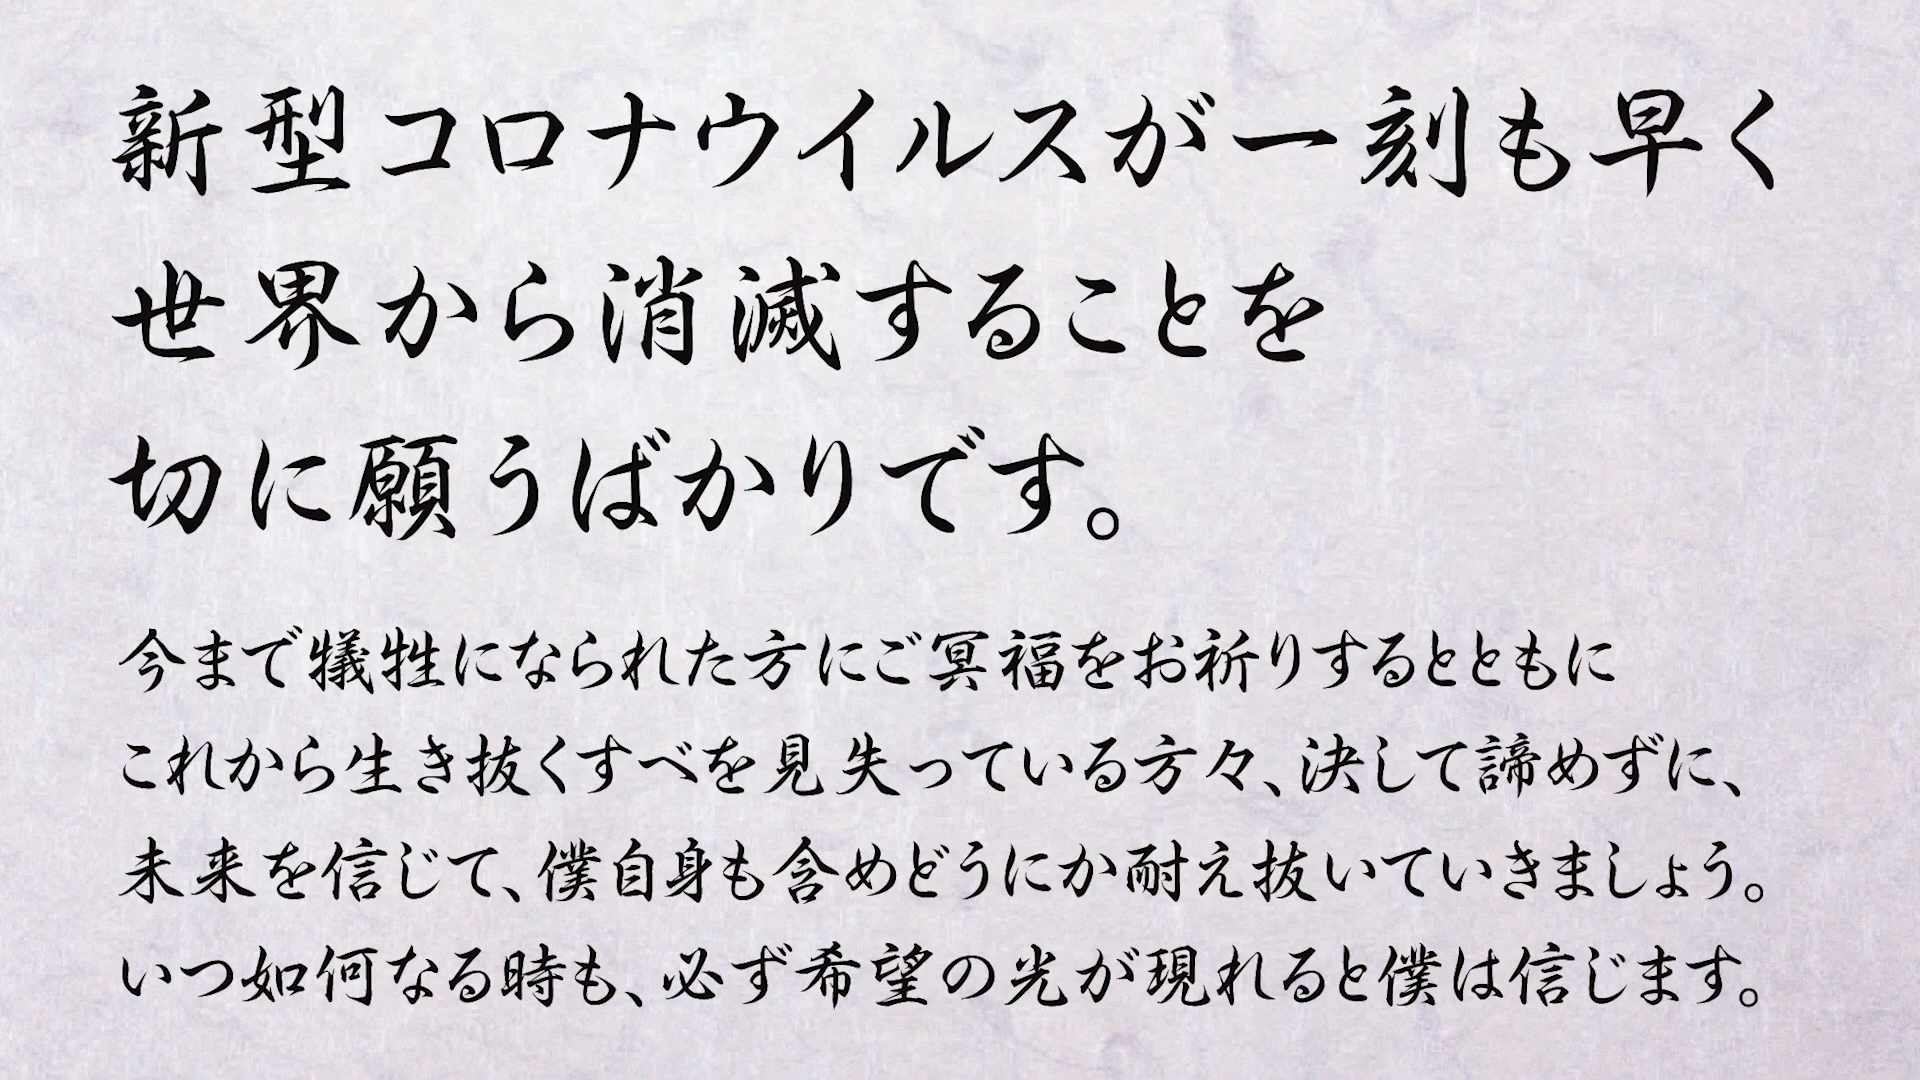 新型コロナウイルスが一刻も早く
世界から消滅することを
切に願うばかりです。
今まで犠牲になられた方にご冥福をお祈りするとともに
これから生き抜くすべを見失っている方々、決して諦めずに、
未来を信じて、僕自身も含めどうにか耐え抜いていきましょう。
いつ如何なる時も、必ず希望の光が現れると僕は信じます。